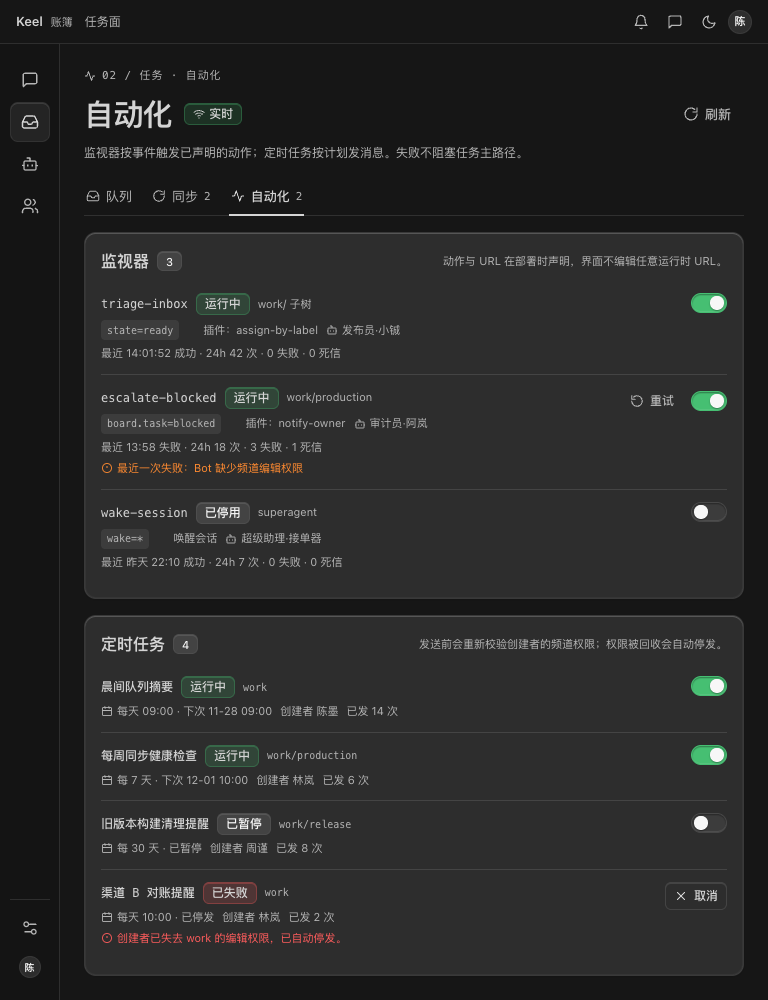 Keel 账簿 任务面
陈
02 / 任务 · 自动化
自动化 实时 刷新
监视器按事件触发已声明的动作；定时任务按计划发消息。失败不阻塞任务主路径。
队列 同步 2 自动化 2
监视器 3 动作与 URL 在部署时声明，界面不编辑任意运行时 URL。
triage-inbox 运行中 work/ 子树
state=ready 插件：assign-by-label 发布员·小钺
最近 14:01:52 成功 · 24h 42 次 · 0 失败 · 0 死信
escalate-blocked 运行中 work/production 重试
board.task=blocked 插件：notify-owner 审计员·阿岚
最近 13:58 失败 · 24h 18 次 · 3 失败 · 1 死信
最近一次失败：Bot 缺少频道编辑权限
wake-session 已停用 superagent
wake=* 唤醒会话 超级助理·接单器
最近 昨天 22:10 成功 · 24h 7 次 · 0 失败 · 0 死信
定时任务 4 发送前会重新校验创建者的频道权限；权限被回收会自动停发。
晨间队列摘要 运行中 work
每天 09:00 · 下次 11-28 09:00 创建者 陈墨 已发 14 次
每周同步健康检查 运行中 work/production
每 7 天 · 下次 12-01 10:00 创建者 林岚 已发 6 次
旧版本构建清理提醒 已暂停 work/release
每 30 天 · 已暂停 创建者 周谨 已发 8 次
渠道 B 对账提醒 已失败 work 取消
每天 10:00 · 已停发 创建者 林岚 已发 2 次
创建者已失去 work 的编辑权限，已自动停发。
陈